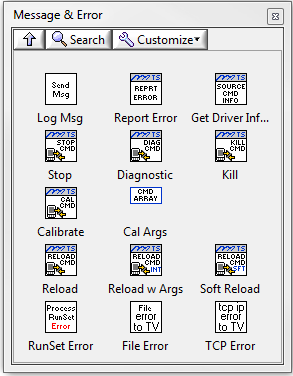 Message & Error
Search Customize
Send
Msg
REPRT
ERROR
SOURCE
CMD
INFO
Log Msg Report Error Get Driver Inf...
TS
STOP
CMD
TS
DIAG
CMD
TS
KILL
CMD
Stop Diagnostic Kill
TS
CAL
CMD
CMD
ARRAY
Calibrate Cal Args
TS
RELOAD
CMD
TS
RELOAD
CMD
INT
TS
RELOAD
CMD
SFT
Reload Reload w Args Soft Reload
Process
RunSet
Error
File
error
to TV
tcp ip
error
to TV
RunSet Error File Error TCP Error